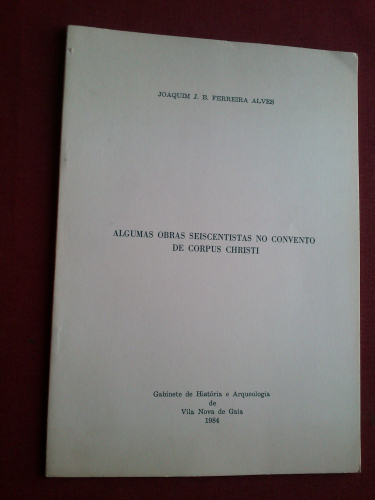 JOAQUIM J. B. FERREIRA ALVES
ALGUMAS OBRAS SEISCENTISTAS NO CONVENTO
DE CORPUS CHRISTI
Gabinete de História e Arqueologia
de
Vila Nova de Gaia
1984